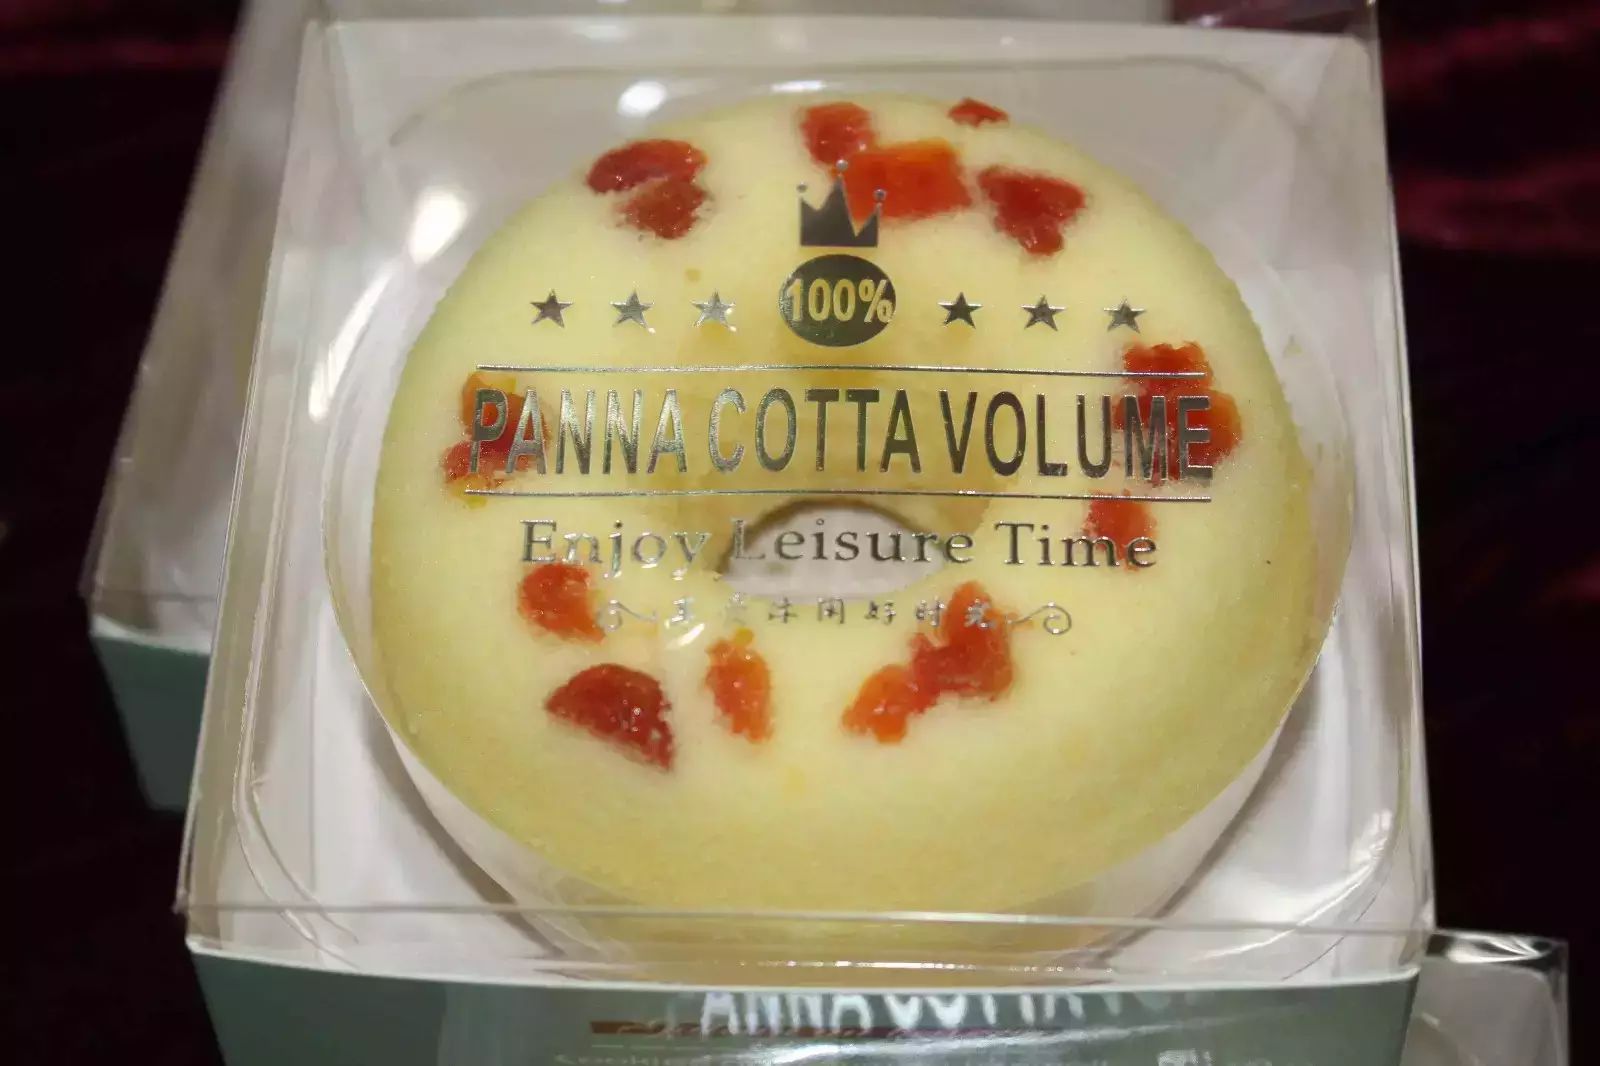 100%
PANNA COTTA VOLUME
Enjoy Leisure Time
享受休闲好时光